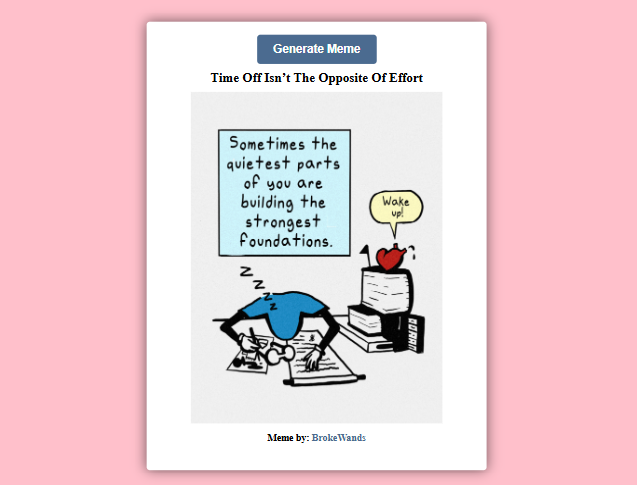 Generate Meme
Time Off Isn’t The Opposite Of Effort
Sometimes the
quietest parts
of you are
building the
strongest
foundations.
Wake
up!
z
z
z
z
Meme by: BrokeWands